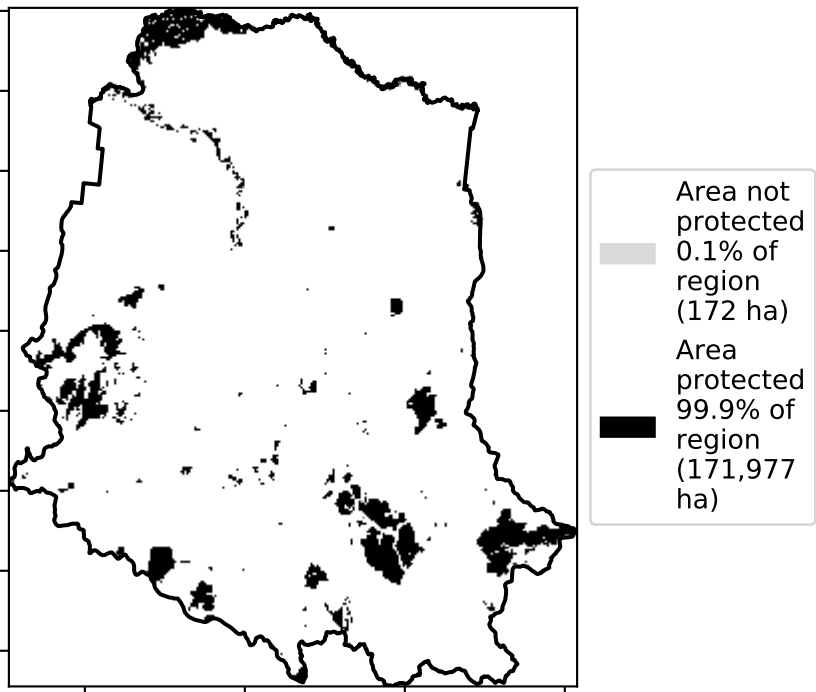 Area not
protected
0.1% of
region
(172 ha)
Area
protected
99.9% of
region
(171,977
ha)